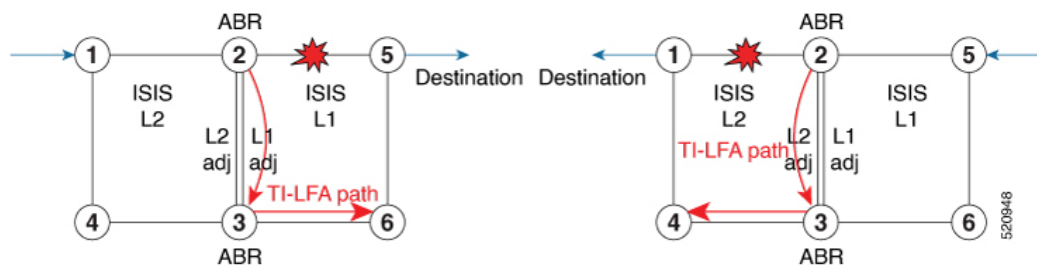 ABR
1
2
5
Destination
ISIS
L2
ISIS
L1
L2
adj
L1
adj
TI-LFA path
4
3
6
ABR
ABR
1
2
5
Destination
ISIS
L2
ISIS
L1
L2
adj
L1
adj
TI-LFA path
4
3
6
ABR
520948